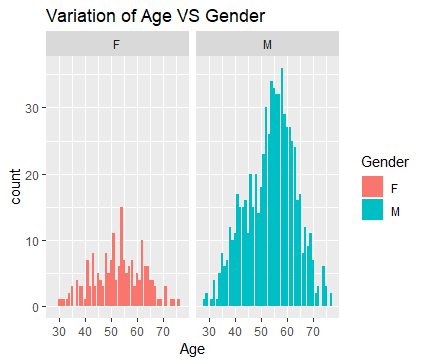 Variation of Age VS Gender
F
M
count
30
20
10
0
30 40 50 60 70
30 40 50 60 70
Age
Gender
F
M